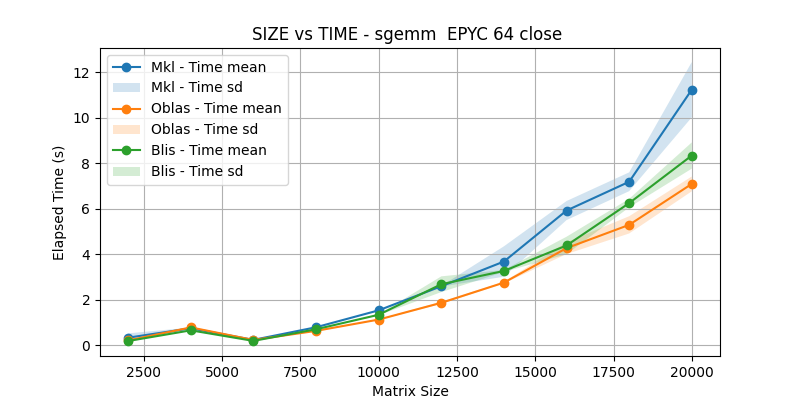 SIZE vs TIME - sgemm  EPYC 64 close
Mkl - Time mean
Mkl - Time sd
Oblas - Time mean
Oblas - Time sd
Blis - Time mean
Blis - Time sd
Elapsed Time (s)
12
10
8
6
4
2
0
2500 5000 7500 10000 12500 15000 17500 20000
Matrix Size